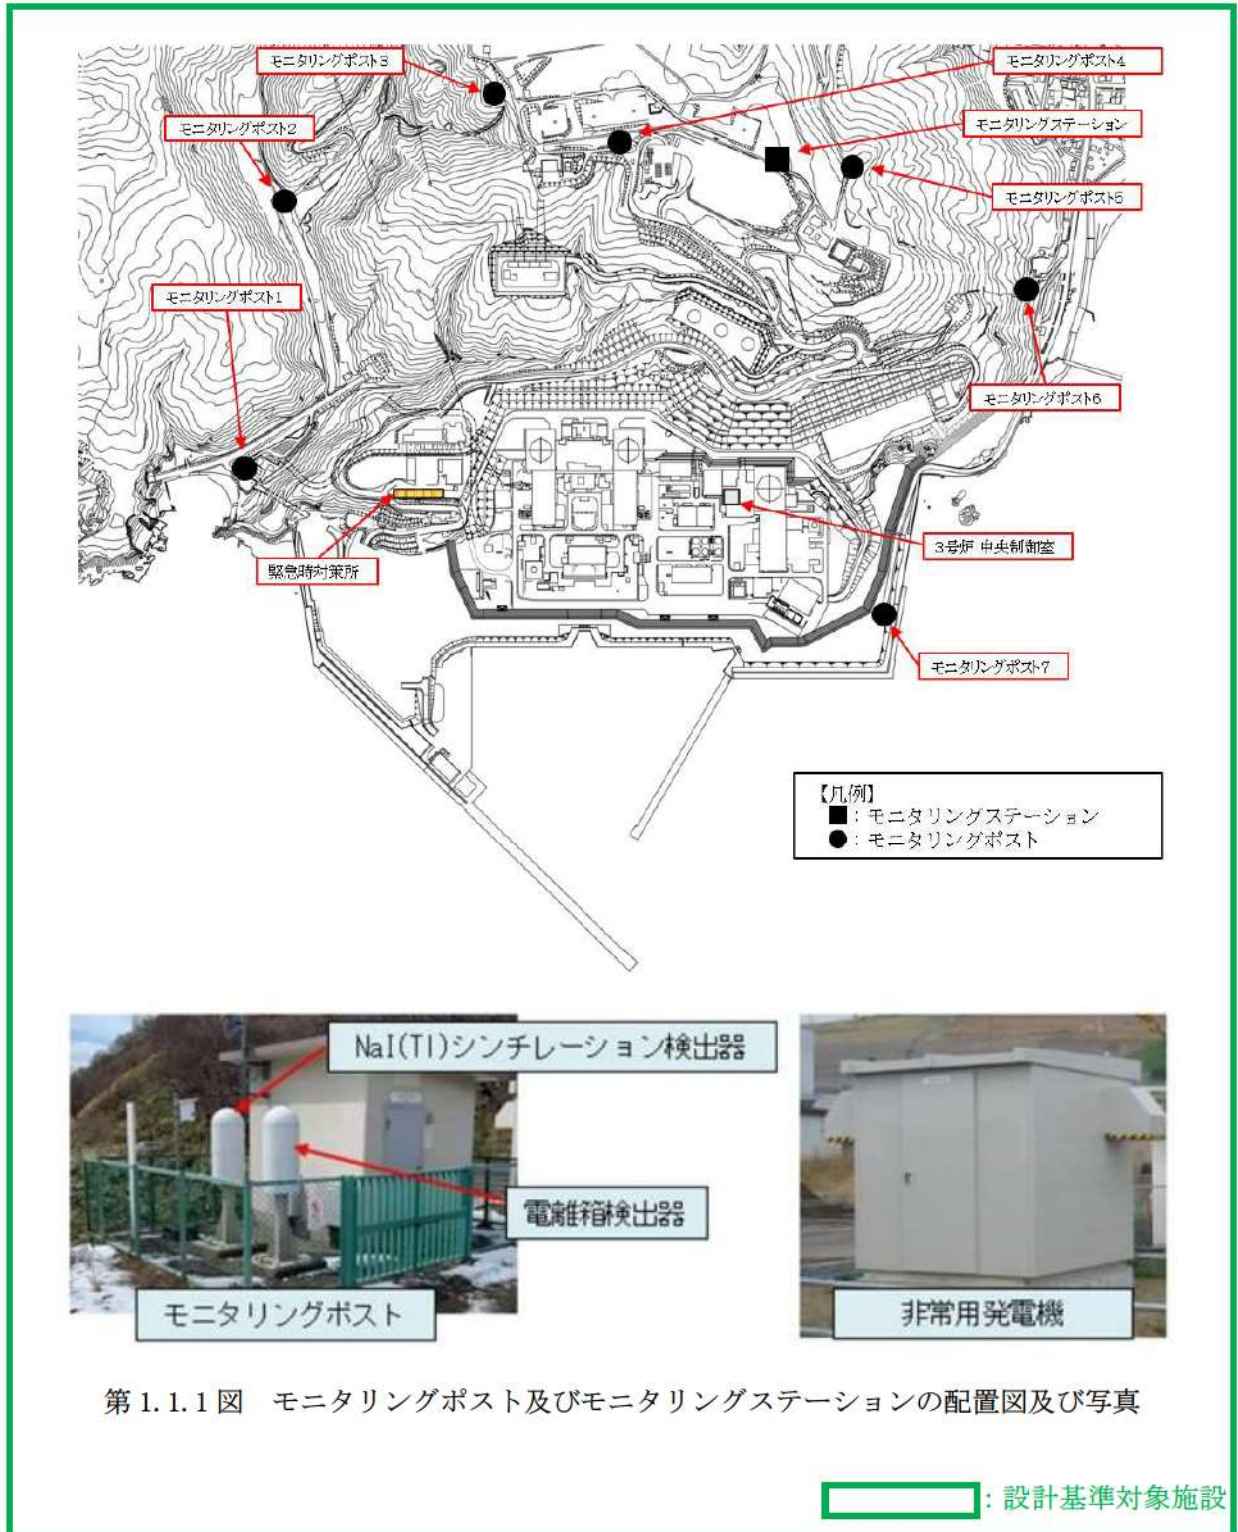 モニタリングポスト3
モニタリングポスト4
モニタリングポスト2
モニタリングステーション
モニタリングポスト5
モニタリングポスト1
モニタリングポスト6
3号炉 中央制御室
緊急時対策所
モニタリングポスト7
【凡例】
■：モニタリングステーション
●：モニタリングポスト
NaI(Tl)シンチレーション検出器
電離箱検出器
モニタリングポスト
非常用発電機
第1.1.1図　モニタリングポスト及びモニタリングステーションの配置図及び写真
：設計基準対象施設